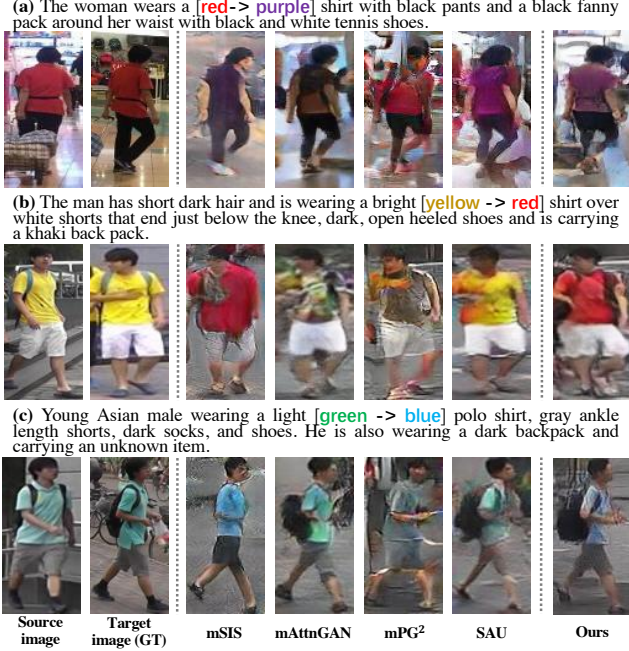 (a) The woman wears a [red-> purple] shirt with black pants and a black fanny
pack around her waist with black and white tennis shoes.
(b) The man has short dark hair and is wearing a bright [yellow -> red] shirt over
white shorts that end just below the knee, dark, open heeled shoes and is carrying
a khaki back pack.
(c) Young Asian male wearing a light [green -> blue] polo shirt, gray ankle
length shorts, dark socks, and shoes. He is also wearing a dark backpack and
carrying an unknown item.
Source image
Target image (GT)
mSIS
mAttnGAN
mPG²
SAU
Ours